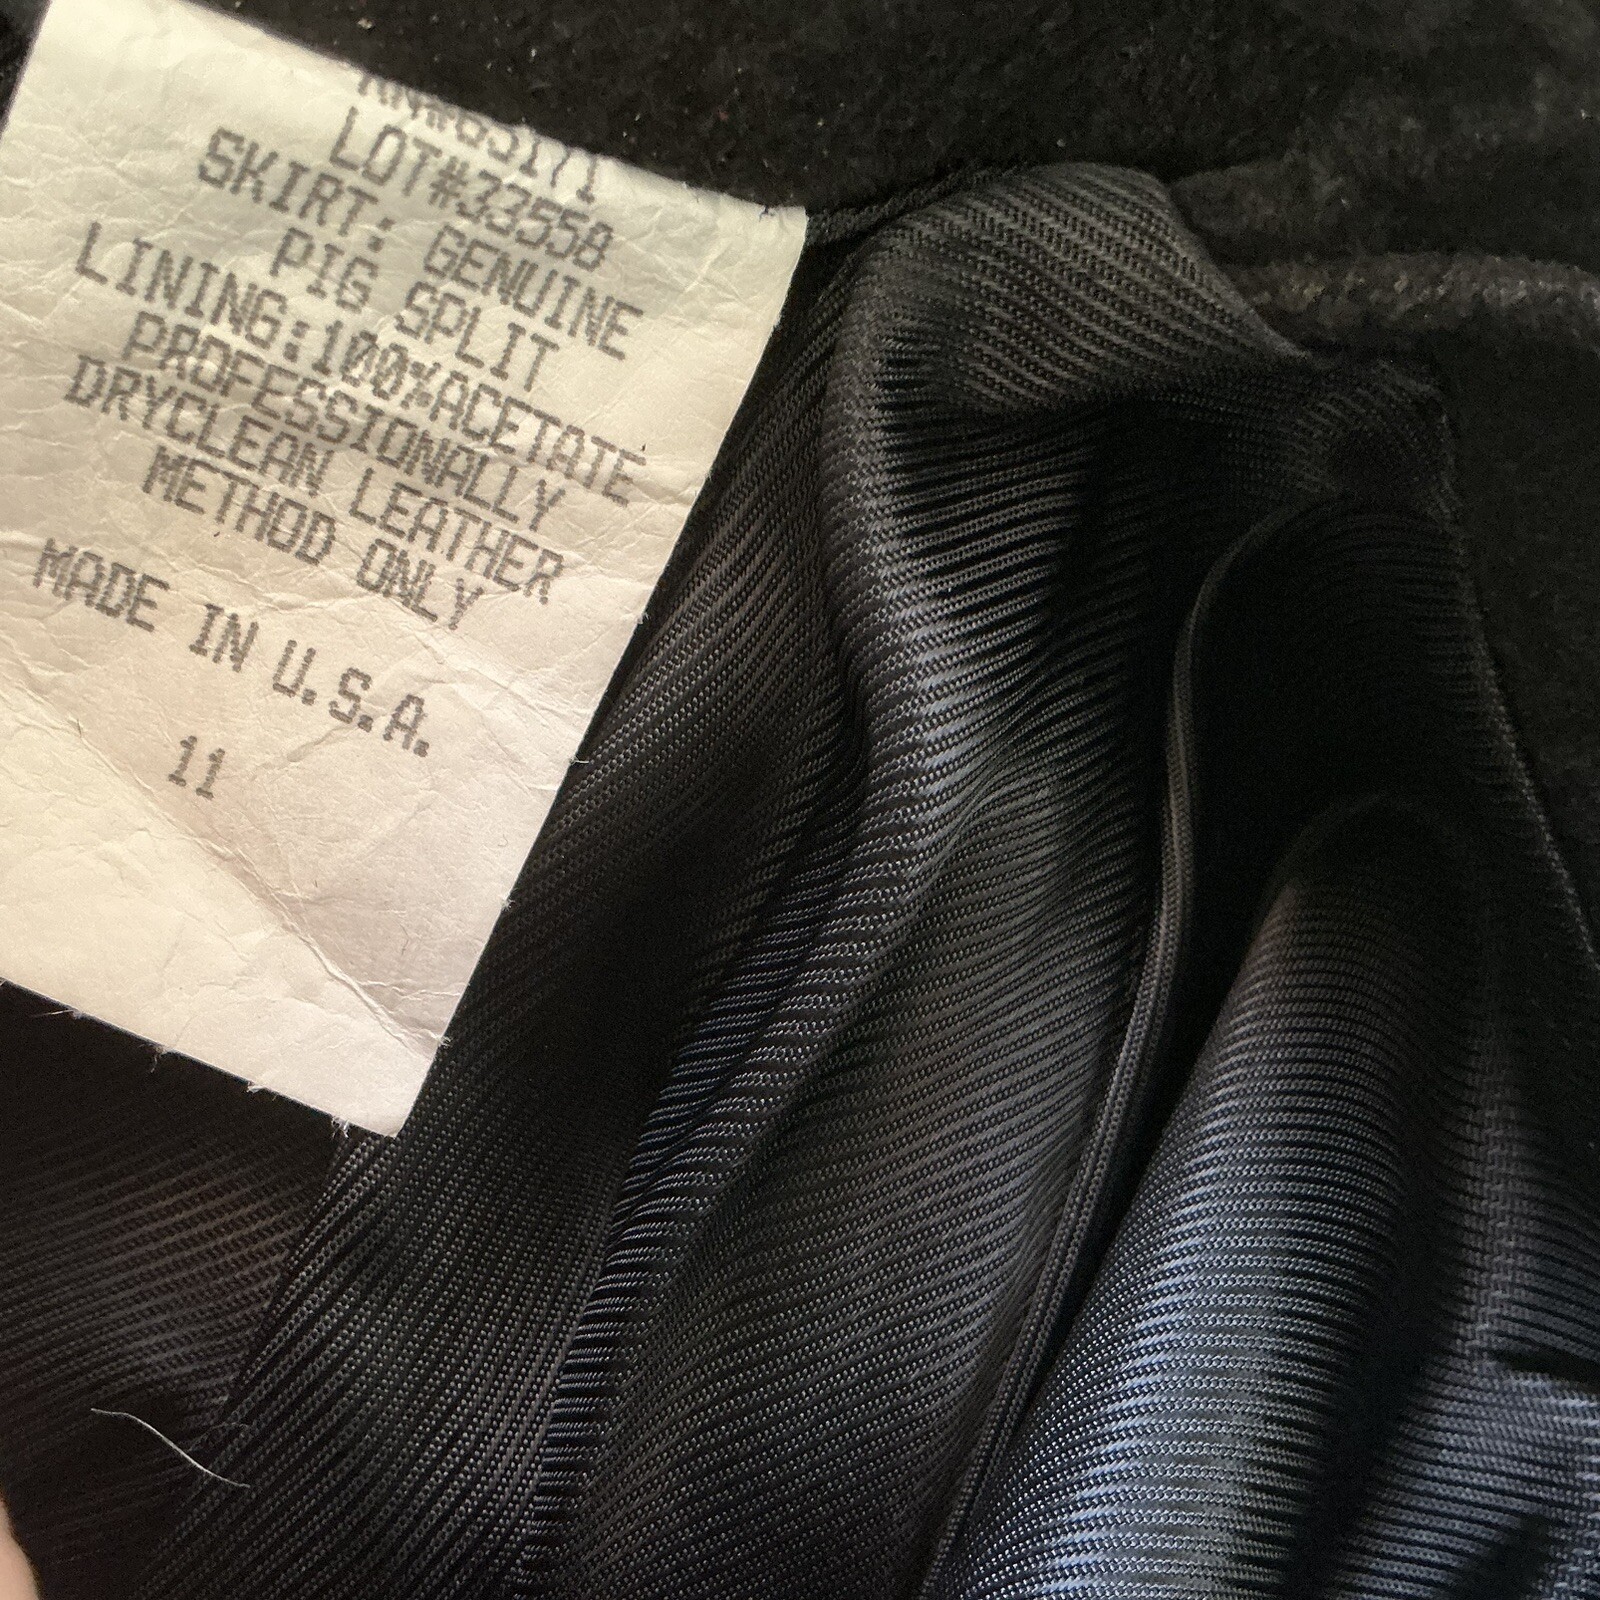 LOT#33558
SKIRT: GENUINE
PIG SPLIT
LINING:100%ACETATE
PROFESSIONALLY
DRYCLEAN LEATHER
METHOD ONLY
MADE IN U.S.A.
11